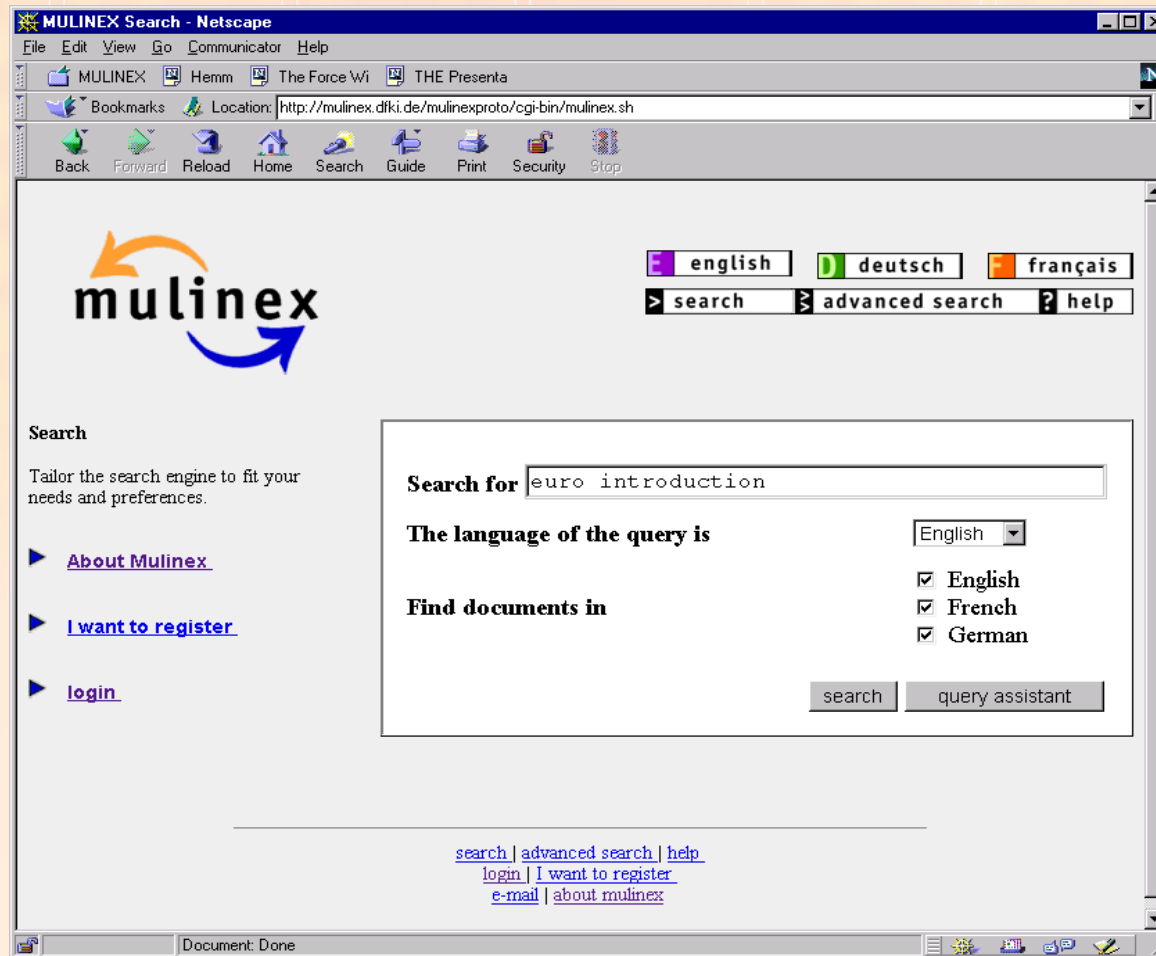 MULINEX Search - Netscape
File Edit View Go Communicator Help
MULINEX Hemm The Force Wi THE Presenta
N
Bookmarks Location: http://mulinex.dfki.de/mulinexproto/cgi-bin/mulinex.sh
Back Forward Reload Home Search Guide Print Security Stop
mulinex
E english D deutsch F français
> search >> advanced search ? help
Search
Tailor the search engine to fit your
needs and preferences.
About Mulinex
I want to register
login
Search for euro introduction
The language of the query is English
Find documents in
English
French
German
search query assistant
search | advanced search | help
login | I want to register
e-mail | about mulinex
Document: Done